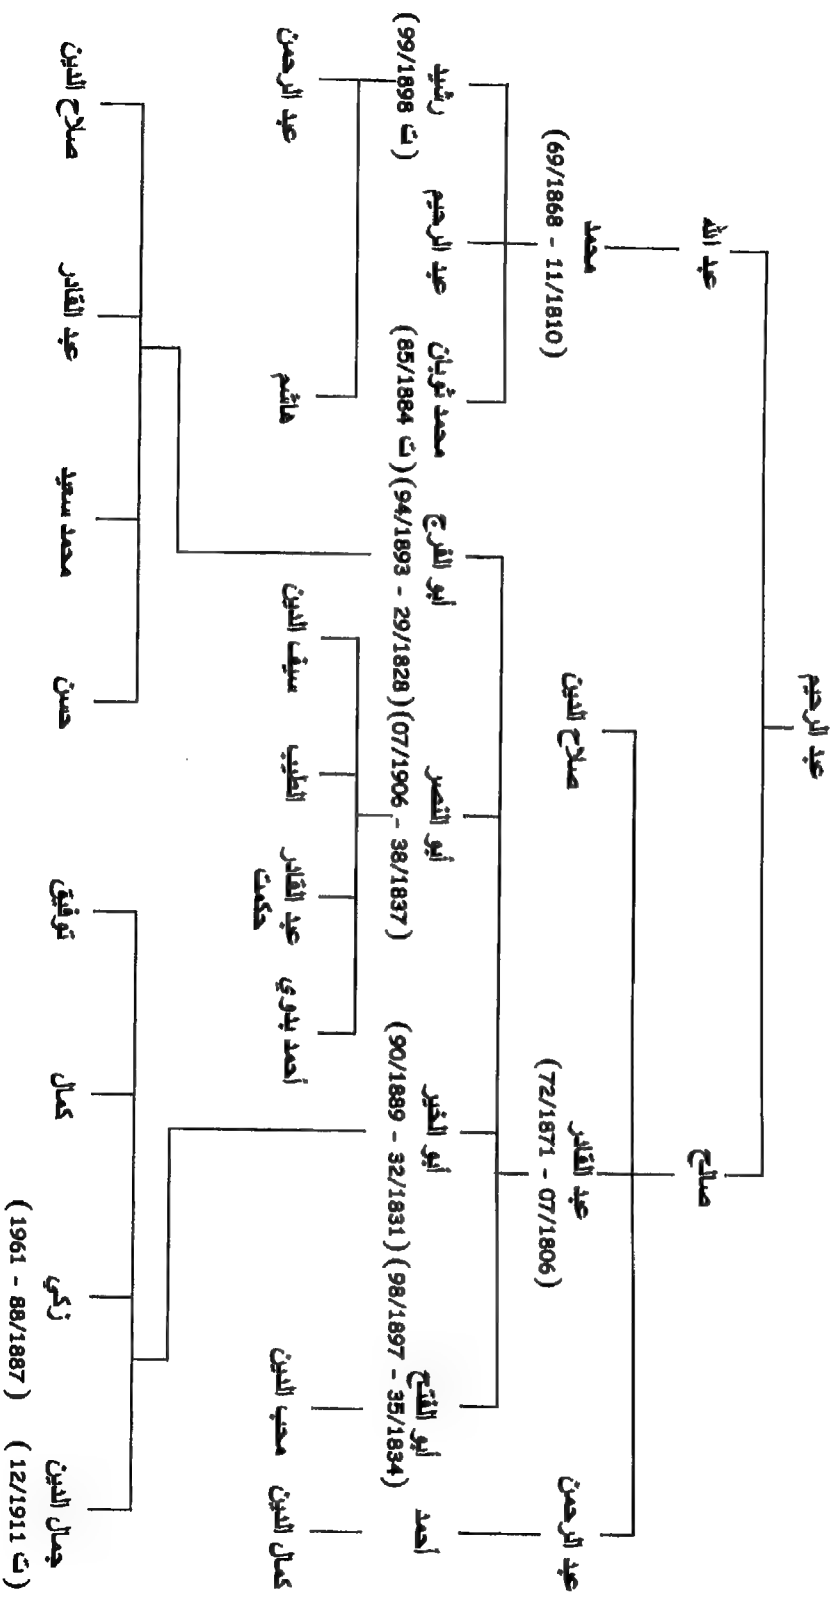 عبد الرحيم
صالح عبد الله
عبد الرحمن عبد القادر صلاح الدين محمد
(1806/07 - 1871/72) (1810/11 - 1868/69)
أحمد أبو الفتح أبو الخير أبو النصر أبو الفرج محمد ثوبان عبد الرحيم رشيد
(1834/35 - 1897/98) (1831/32 - 1889/90) (1837/38 - 1906/07) (1828/29 - 1893/94) (ت 1884/85) (ت 1898/99)
كمال الدين محب الدين أحمد بدوي عبد القادر الطيب سيف الدين هاشم عبد الرحمن
حكمت
جمال الدين زكي كمال توفيق حسن محمد سعيد عبد القادر صلاح الدين
(ت 1911/12) (1887/88 - 1961)